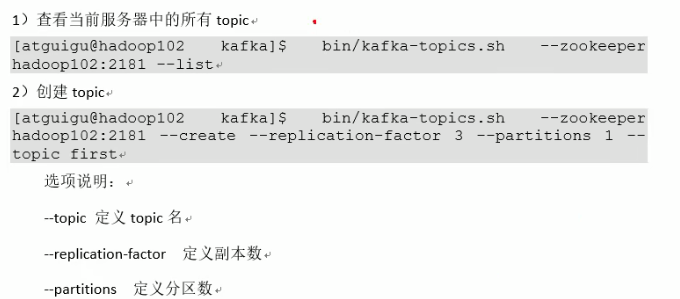 1）查看当前服务器中的所有 topic
[atguigu@hadoop102 kafka]$ bin/kafka-topics.sh --zookeeper
hadoop102:2181 --list
2）创建 topic
[atguigu@hadoop102 kafka]$ bin/kafka-topics.sh --zookeeper
hadoop102:2181 --create --replication-factor 3 --partitions 1 --
topic first
选项说明：
--topic 定义 topic 名
--replication-factor 定义副本数
--partitions 定义分区数